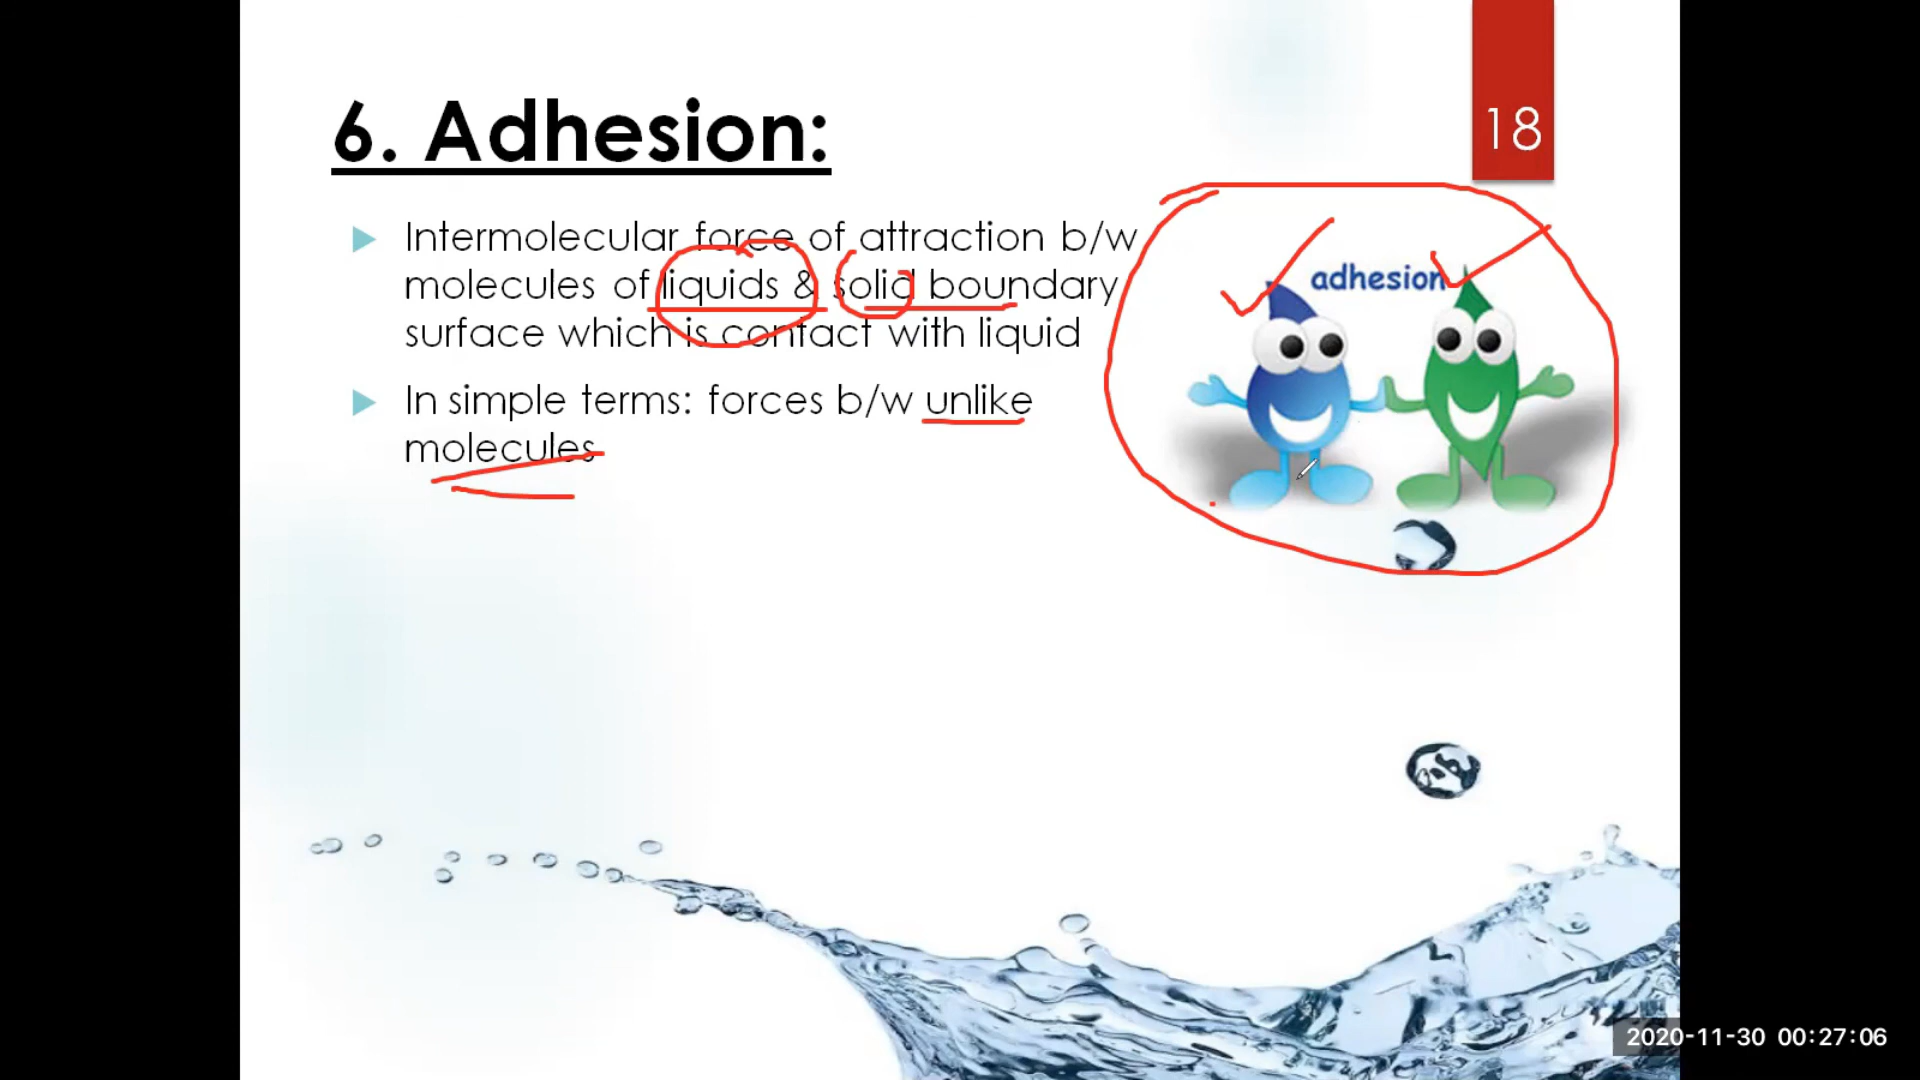 18
6. Adhesion:
Intermolecular force of attraction b/w
molecules of liquids & solid boundary
surface which is contact with liquid
In simple terms: forces b/w unlike
molecules
adhesion
2020-11-30 00:27:06